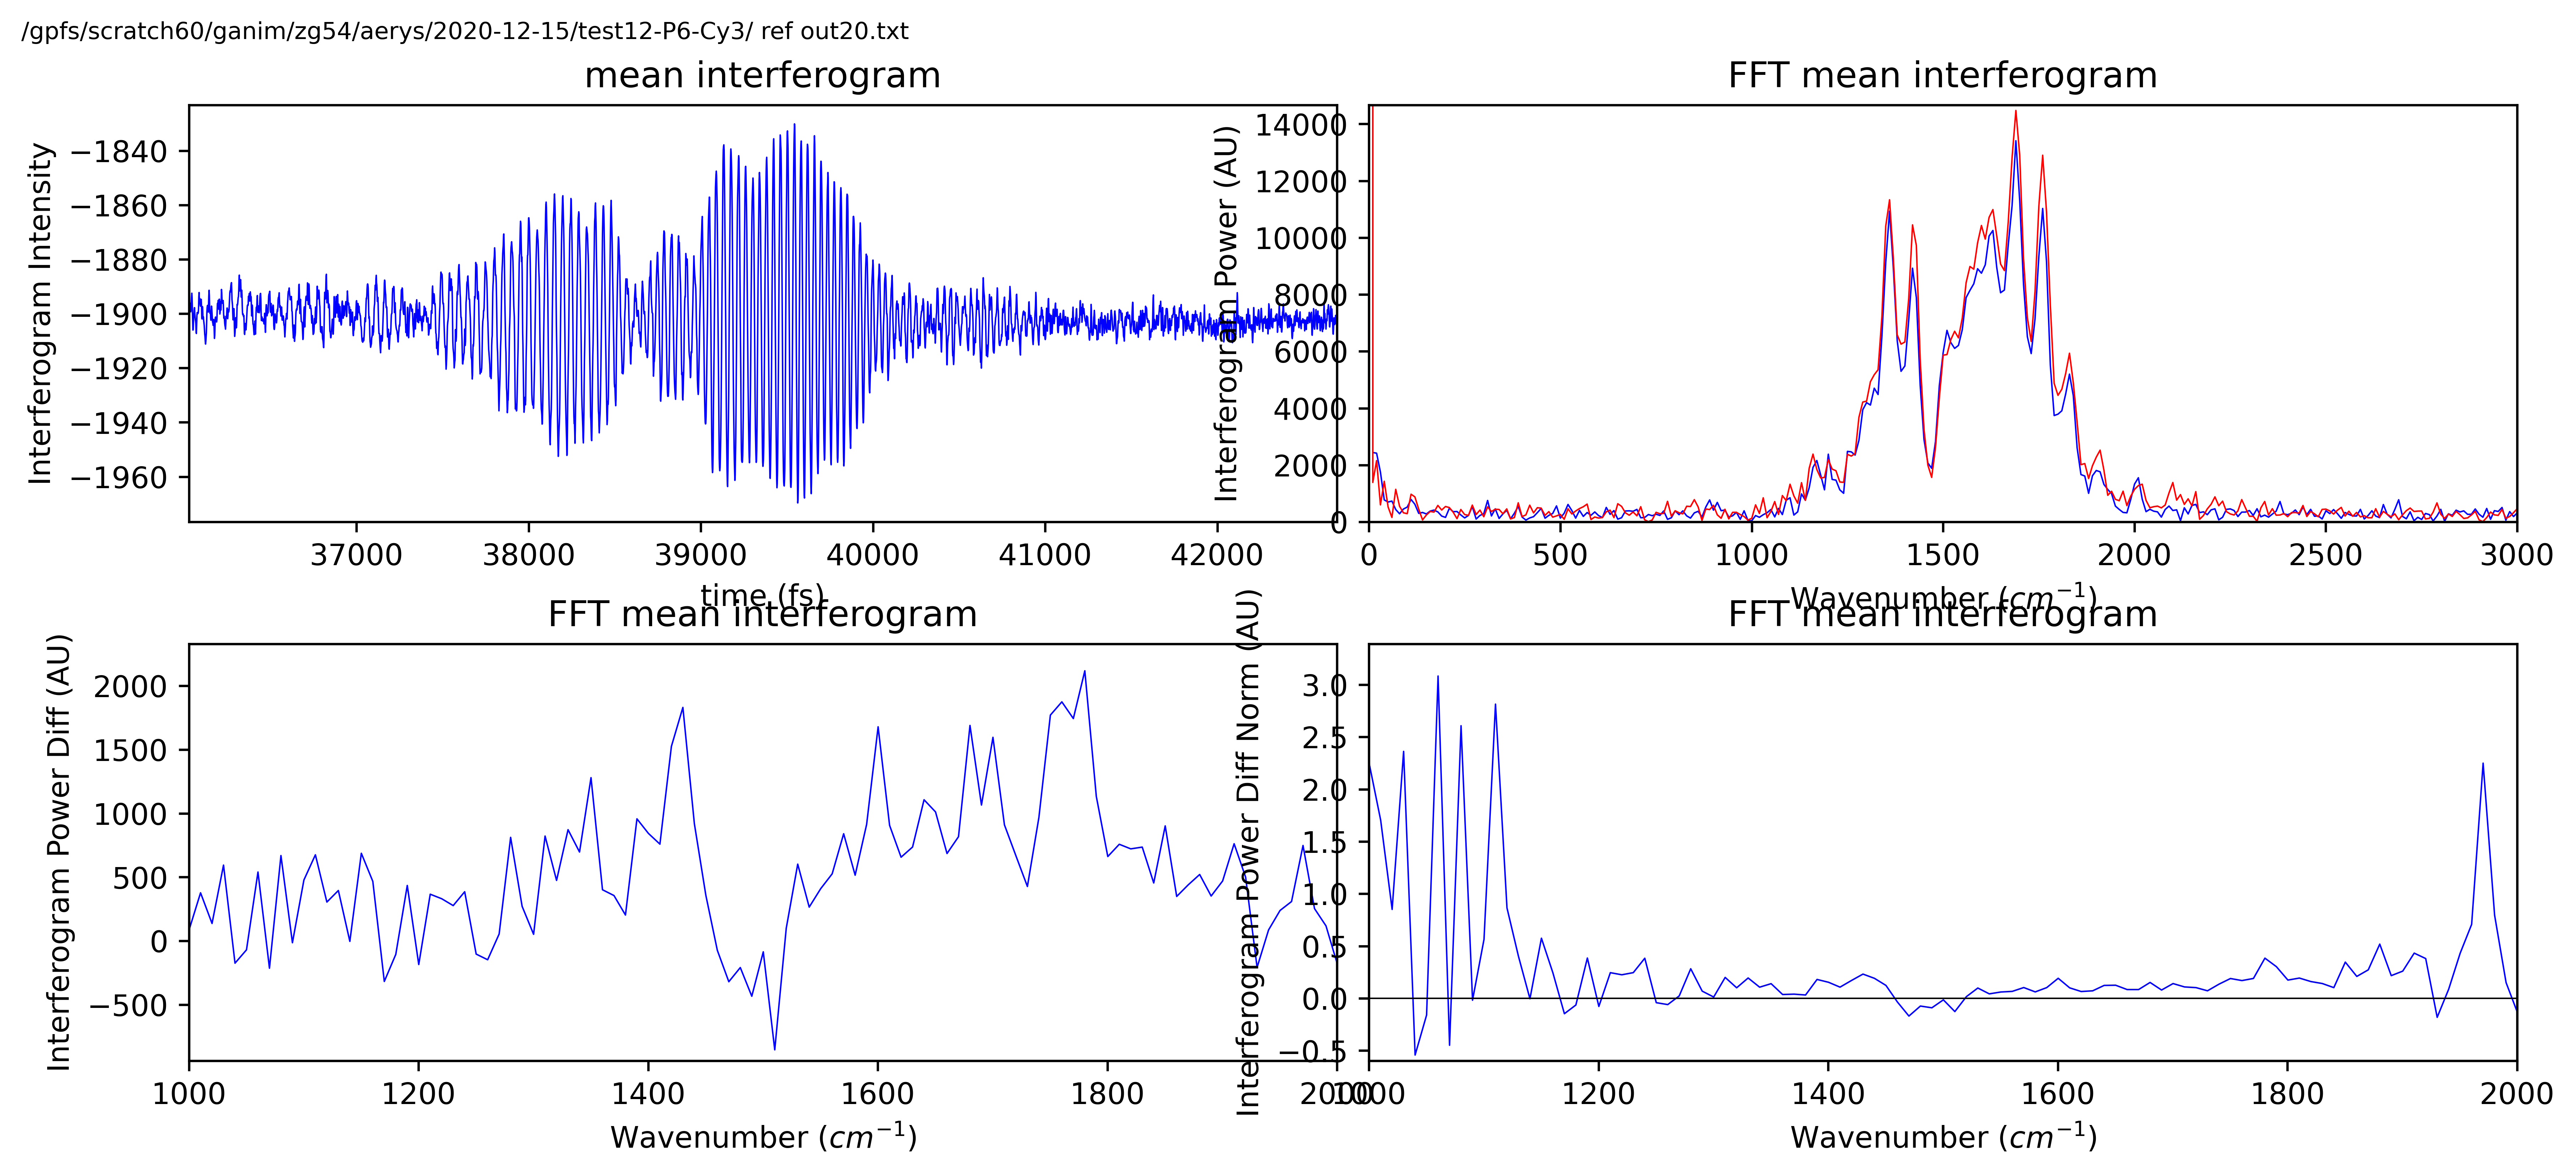 /gpfs/scratch60/ganim/zg54/aerys/2020-12-15/test12-P6-Cy3/ ref out20.txt
mean interferogram
Interferogram Intensity
−1840
−1860
−1880
−1900
−1920
−1940
−1960
37000 38000 39000 40000 41000 42000
time (fs)
FFT mean interferogram
Interferogram Power (AU)
14000
12000
10000
8000
6000
4000
2000
0
0 500 1000 1500 2000 2500 3000
Wavenumber (cm⁻¹)
FFT mean interferogram
Interferogram Power Diff (AU)
2000
1500
1000
500
0
−500
1000 1200 1400 1600 1800 2000
Wavenumber (cm⁻¹)
FFT mean interferogram
Interferogram Power Diff Norm (AU)
3.0
2.5
2.0
1.5
1.0
0.5
0.0
−0.5
1000 1200 1400 1600 1800 2000
Wavenumber (cm⁻¹)